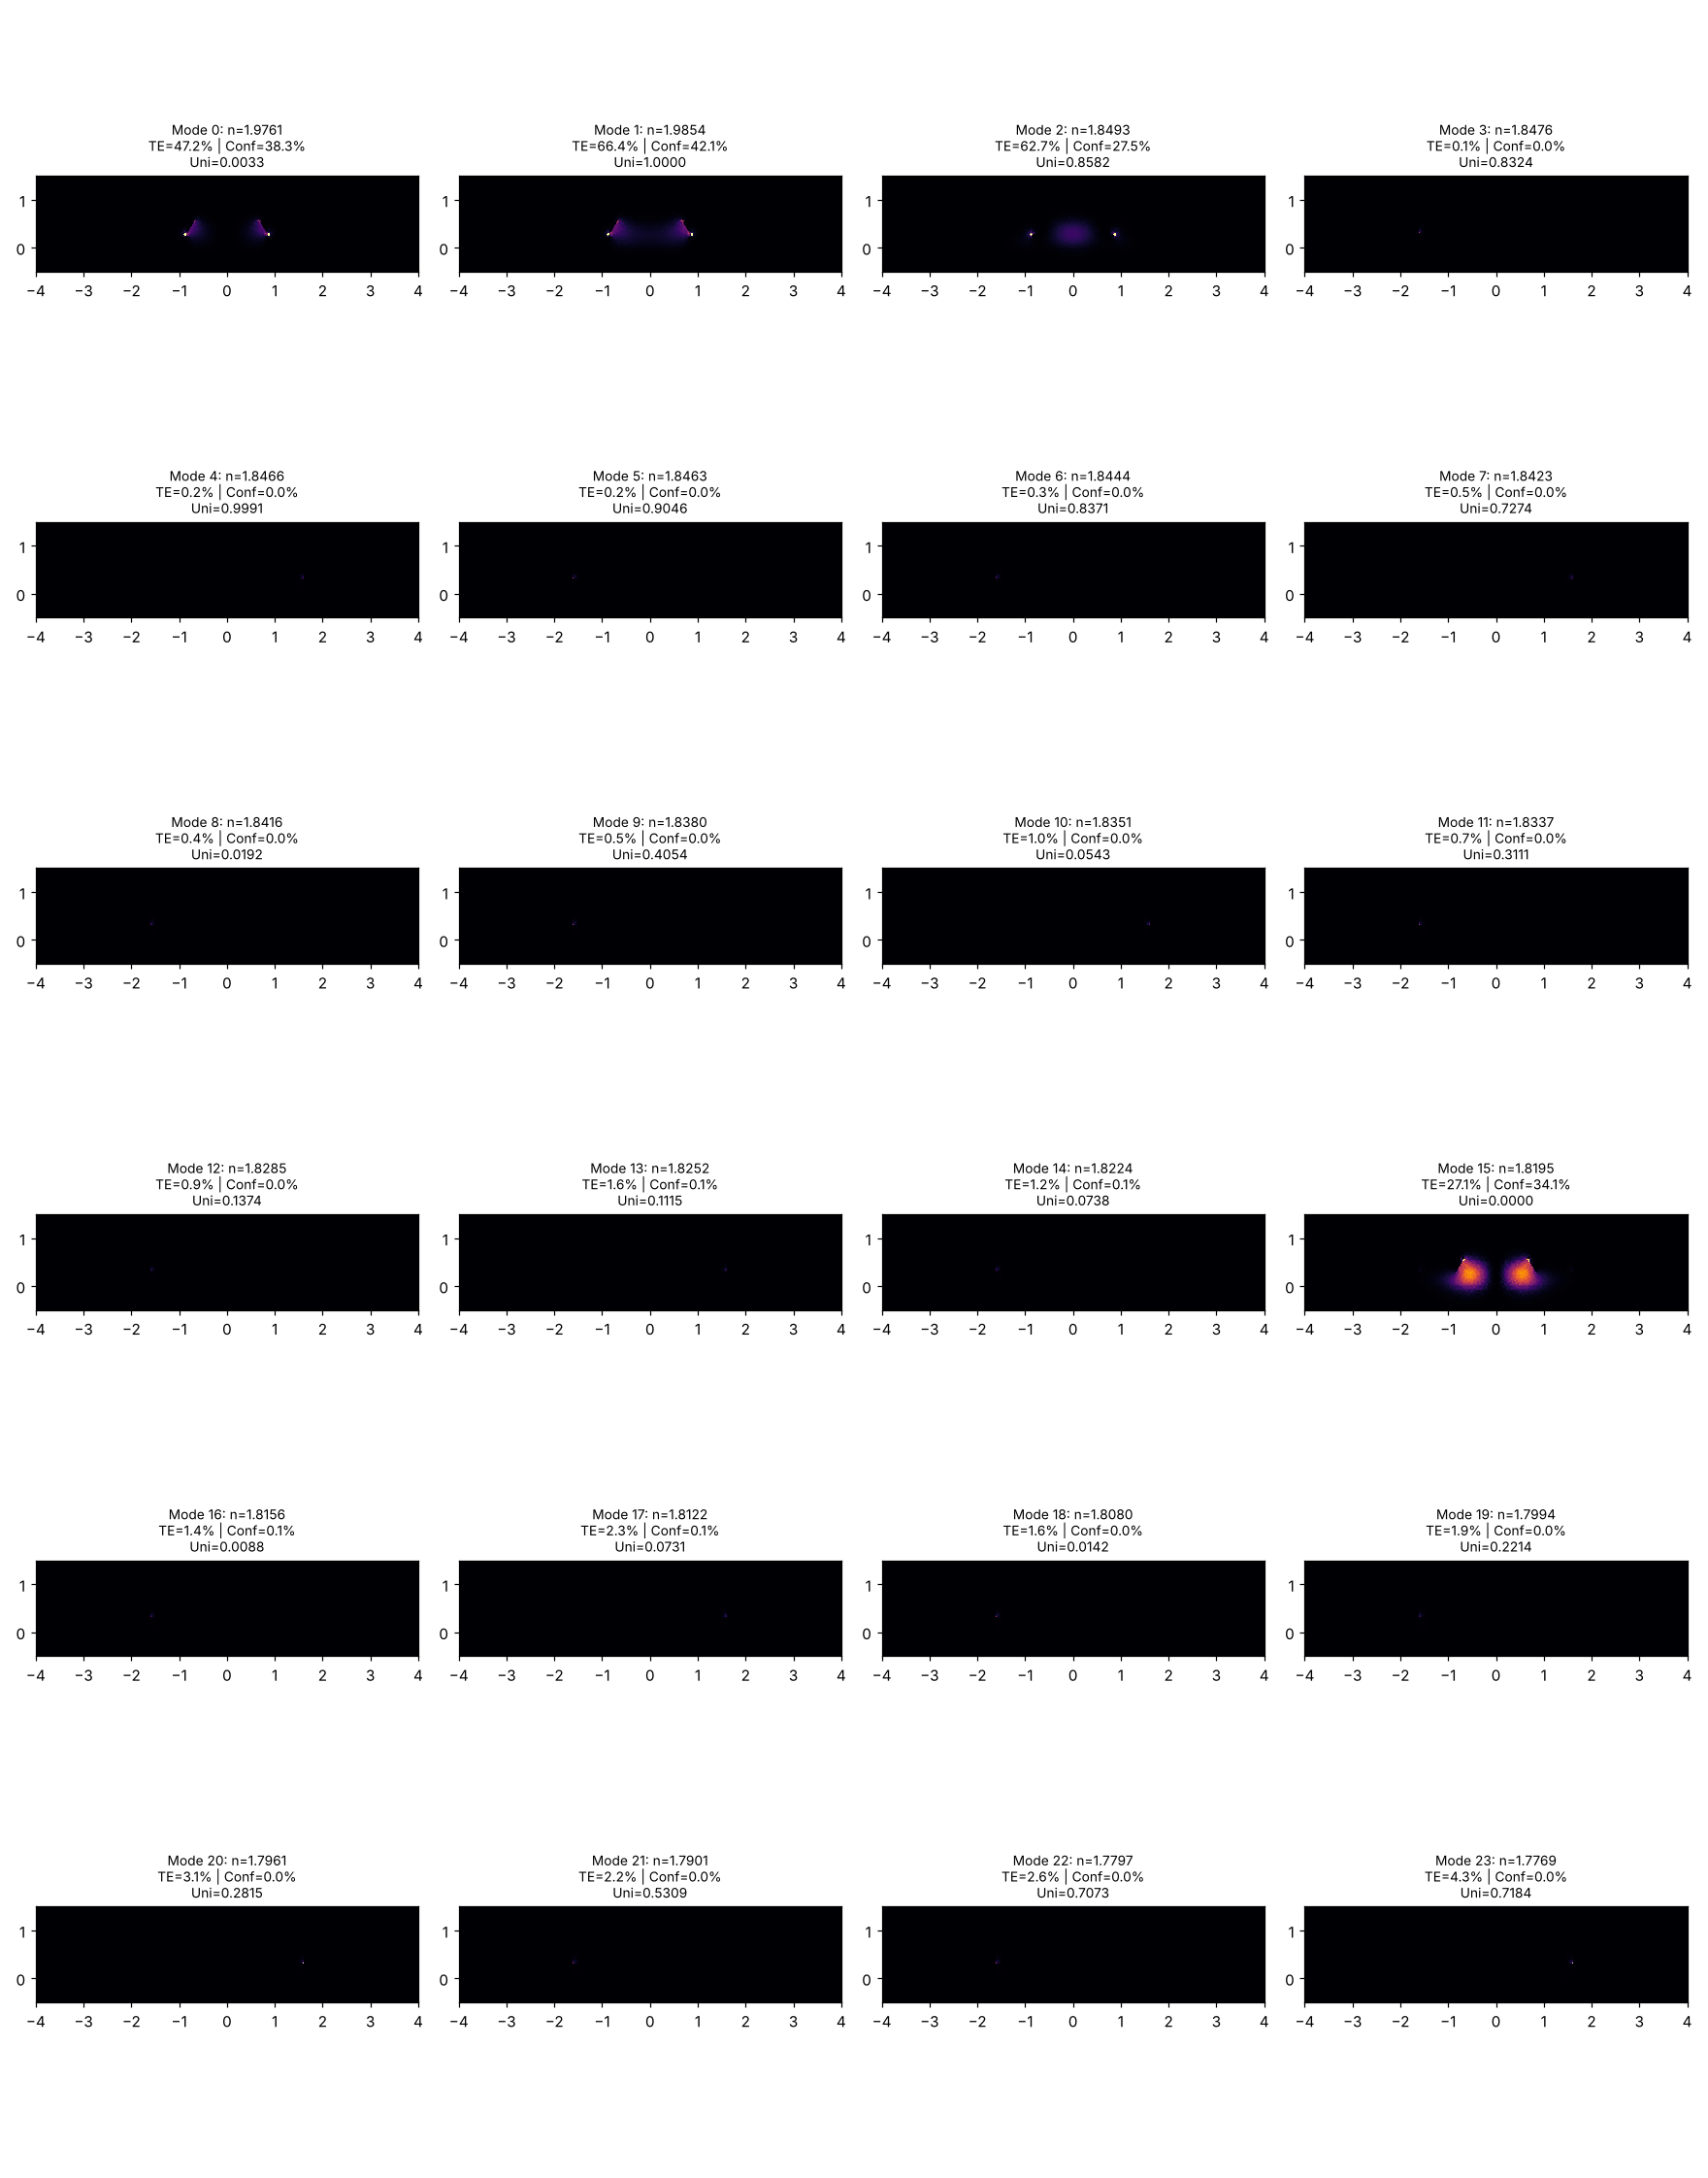 Mode 0: n=1.9761
TE=47.2% | Conf=38.3%
Uni=0.0033
Mode 1: n=1.9854
TE=66.4% | Conf=42.1%
Uni=1.0000
Mode 2: n=1.8493
TE=62.7% | Conf=27.5%
Uni=0.8582
Mode 3: n=1.8476
TE=0.1% | Conf=0.0%
Uni=0.8324
1
0
−4 −3 −2 −1 0 1 2 3 4
1
0
−4 −3 −2 −1 0 1 2 3 4
1
0
−4 −3 −2 −1 0 1 2 3 4
1
0
−4 −3 −2 −1 0 1 2 3 4
Mode 4: n=1.8466
TE=0.2% | Conf=0.0%
Uni=0.9991
Mode 5: n=1.8463
TE=0.2% | Conf=0.0%
Uni=0.9046
Mode 6: n=1.8444
TE=0.3% | Conf=0.0%
Uni=0.8371
Mode 7: n=1.8423
TE=0.5% | Conf=0.0%
Uni=0.7274
1
0
−4 −3 −2 −1 0 1 2 3 4
1
0
−4 −3 −2 −1 0 1 2 3 4
1
0
−4 −3 −2 −1 0 1 2 3 4
1
0
−4 −3 −2 −1 0 1 2 3 4
Mode 8: n=1.8416
TE=0.4% | Conf=0.0%
Uni=0.0192
Mode 9: n=1.8380
TE=0.5% | Conf=0.0%
Uni=0.4054
Mode 10: n=1.8351
TE=1.0% | Conf=0.0%
Uni=0.0543
Mode 11: n=1.8337
TE=0.7% | Conf=0.0%
Uni=0.3111
1
0
−4 −3 −2 −1 0 1 2 3 4
1
0
−4 −3 −2 −1 0 1 2 3 4
1
0
−4 −3 −2 −1 0 1 2 3 4
1
0
−4 −3 −2 −1 0 1 2 3 4
Mode 12: n=1.8285
TE=0.9% | Conf=0.0%
Uni=0.1374
Mode 13: n=1.8252
TE=1.6% | Conf=0.1%
Uni=0.1115
Mode 14: n=1.8224
TE=1.2% | Conf=0.1%
Uni=0.0738
Mode 15: n=1.8195
TE=27.1% | Conf=34.1%
Uni=0.0000
1
0
−4 −3 −2 −1 0 1 2 3 4
1
0
−4 −3 −2 −1 0 1 2 3 4
1
0
−4 −3 −2 −1 0 1 2 3 4
1
0
−4 −3 −2 −1 0 1 2 3 4
Mode 16: n=1.8156
TE=1.4% | Conf=0.1%
Uni=0.0088
Mode 17: n=1.8122
TE=2.3% | Conf=0.1%
Uni=0.0731
Mode 18: n=1.8080
TE=1.6% | Conf=0.0%
Uni=0.0142
Mode 19: n=1.7994
TE=1.9% | Conf=0.0%
Uni=0.2214
1
0
−4 −3 −2 −1 0 1 2 3 4
1
0
−4 −3 −2 −1 0 1 2 3 4
1
0
−4 −3 −2 −1 0 1 2 3 4
1
0
−4 −3 −2 −1 0 1 2 3 4
Mode 20: n=1.7961
TE=3.1% | Conf=0.0%
Uni=0.2815
Mode 21: n=1.7901
TE=2.2% | Conf=0.0%
Uni=0.5309
Mode 22: n=1.7797
TE=2.6% | Conf=0.0%
Uni=0.7073
Mode 23: n=1.7769
TE=4.3% | Conf=0.0%
Uni=0.7184
1
0
−4 −3 −2 −1 0 1 2 3 4
1
0
−4 −3 −2 −1 0 1 2 3 4
1
0
−4 −3 −2 −1 0 1 2 3 4
1
0
−4 −3 −2 −1 0 1 2 3 4